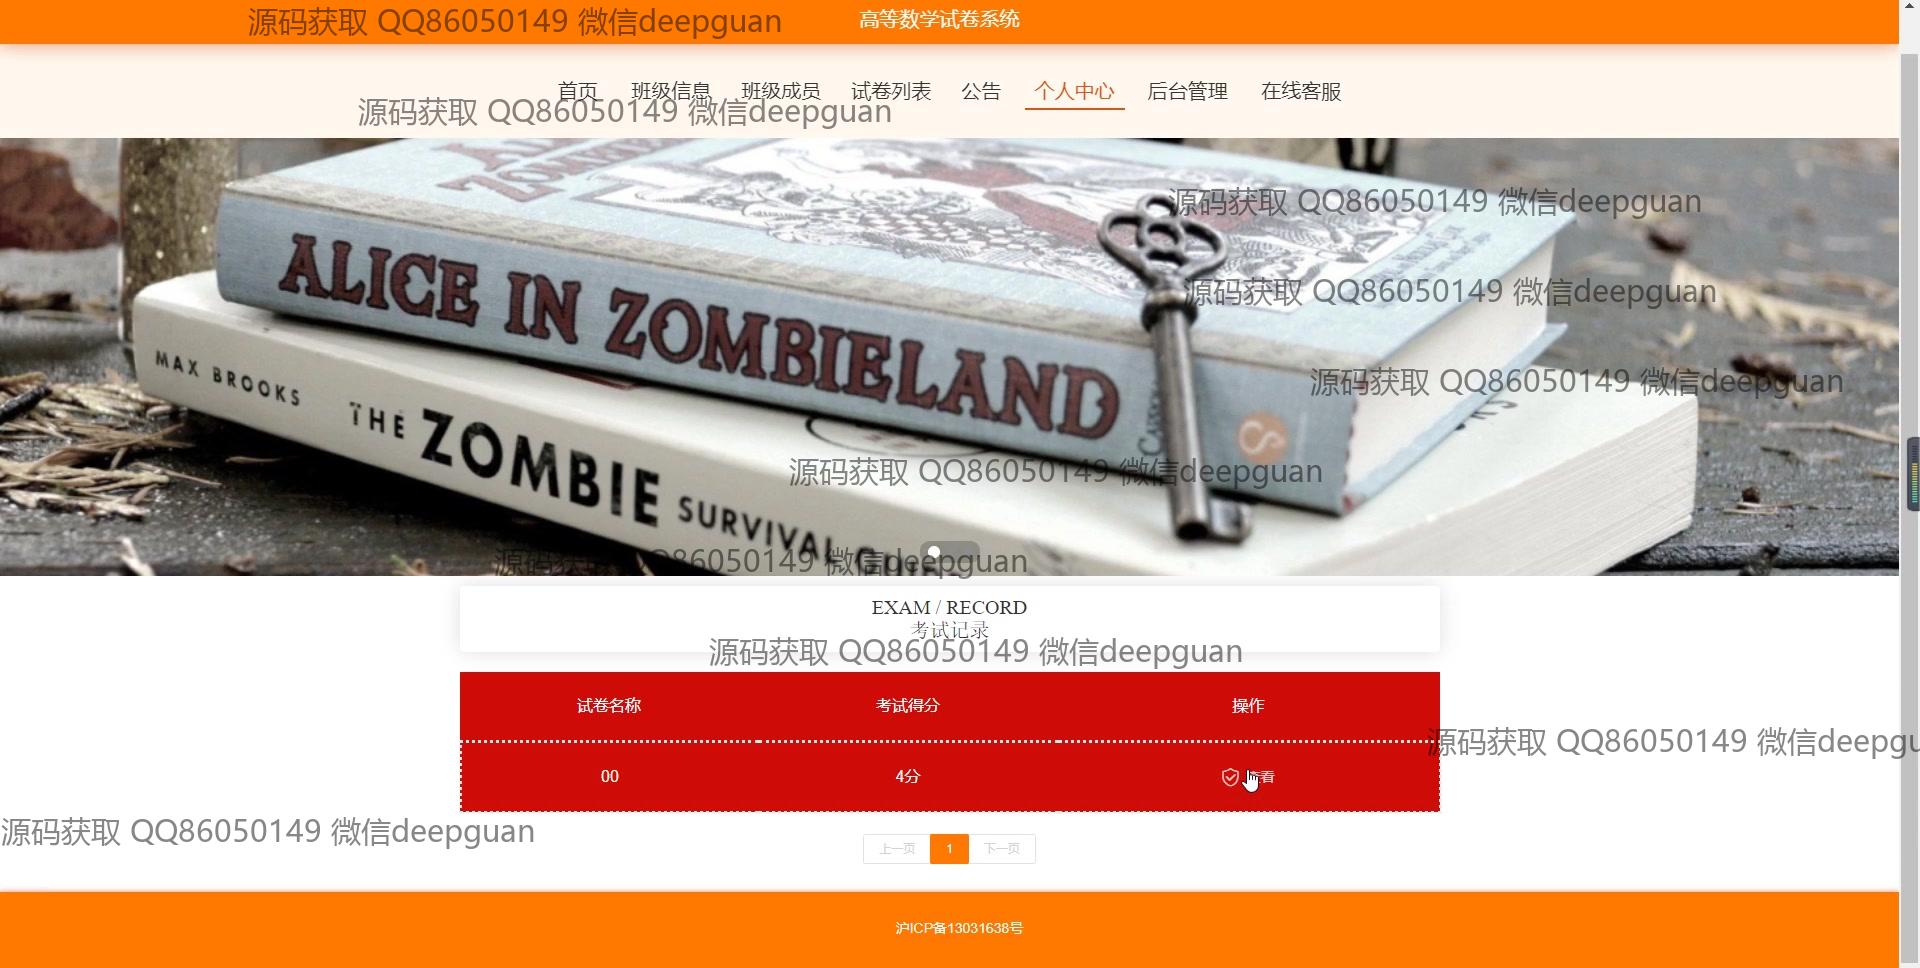 高等数学试卷系统
源码获取 QQ86050149 微信deepguan
首页 班级信息 班级成员 试卷列表 公告 个人中心 后台管理 在线客服
源码获取 QQ86050149 微信deepguan
源码获取 QQ86050149 微信deepguan
ALICE IN ZOMBIELAND
源码获取 QQ86050149 微信deepguan
MAX BROOKS THE ZOMBIE SURVIVAL
源码获取 QQ86050149 微信deepguan
源码获取 QQ86050149 微信deepguan
源码获取 QQ86050149 微信deepguan
EXAM / RECORD
考试记录
源码获取 QQ86050149 微信deepguan
试卷名称 考试得分 操作
源码获取 QQ86050149 微信deepgu
00 4分 看
源码获取 QQ86050149 微信deepguan
上一页 1 下一页
沪ICP备13031638号